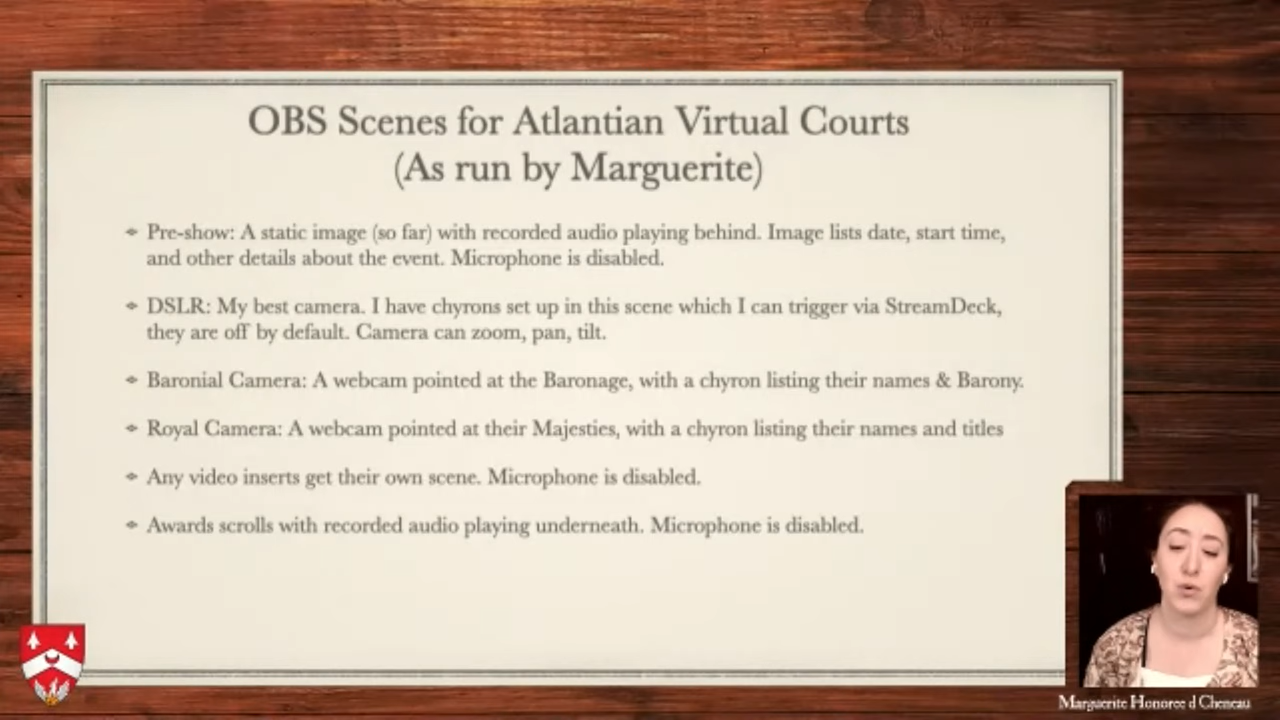 OBS Scenes for Atlantian Virtual Courts
(As run by Marguerite)
Pre-show: A static image (so far) with recorded audio playing behind. Image lists date, start time,
and other details about the event. Microphone is disabled.
DSLR: My best camera. I have chyrons set up in this scene which I can trigger via StreamDeck,
they are off by default. Camera can zoom, pan, tilt.
Baronial Camera: A webcam pointed at the Baronage, with a chyron listing their names & Barony.
Royal Camera: A webcam pointed at their Majesties, with a chyron listing their names and titles
Any video inserts get their own scene. Microphone is disabled.
Awards scrolls with recorded audio playing underneath. Microphone is disabled.
Marguerite Honoree d Cheneau